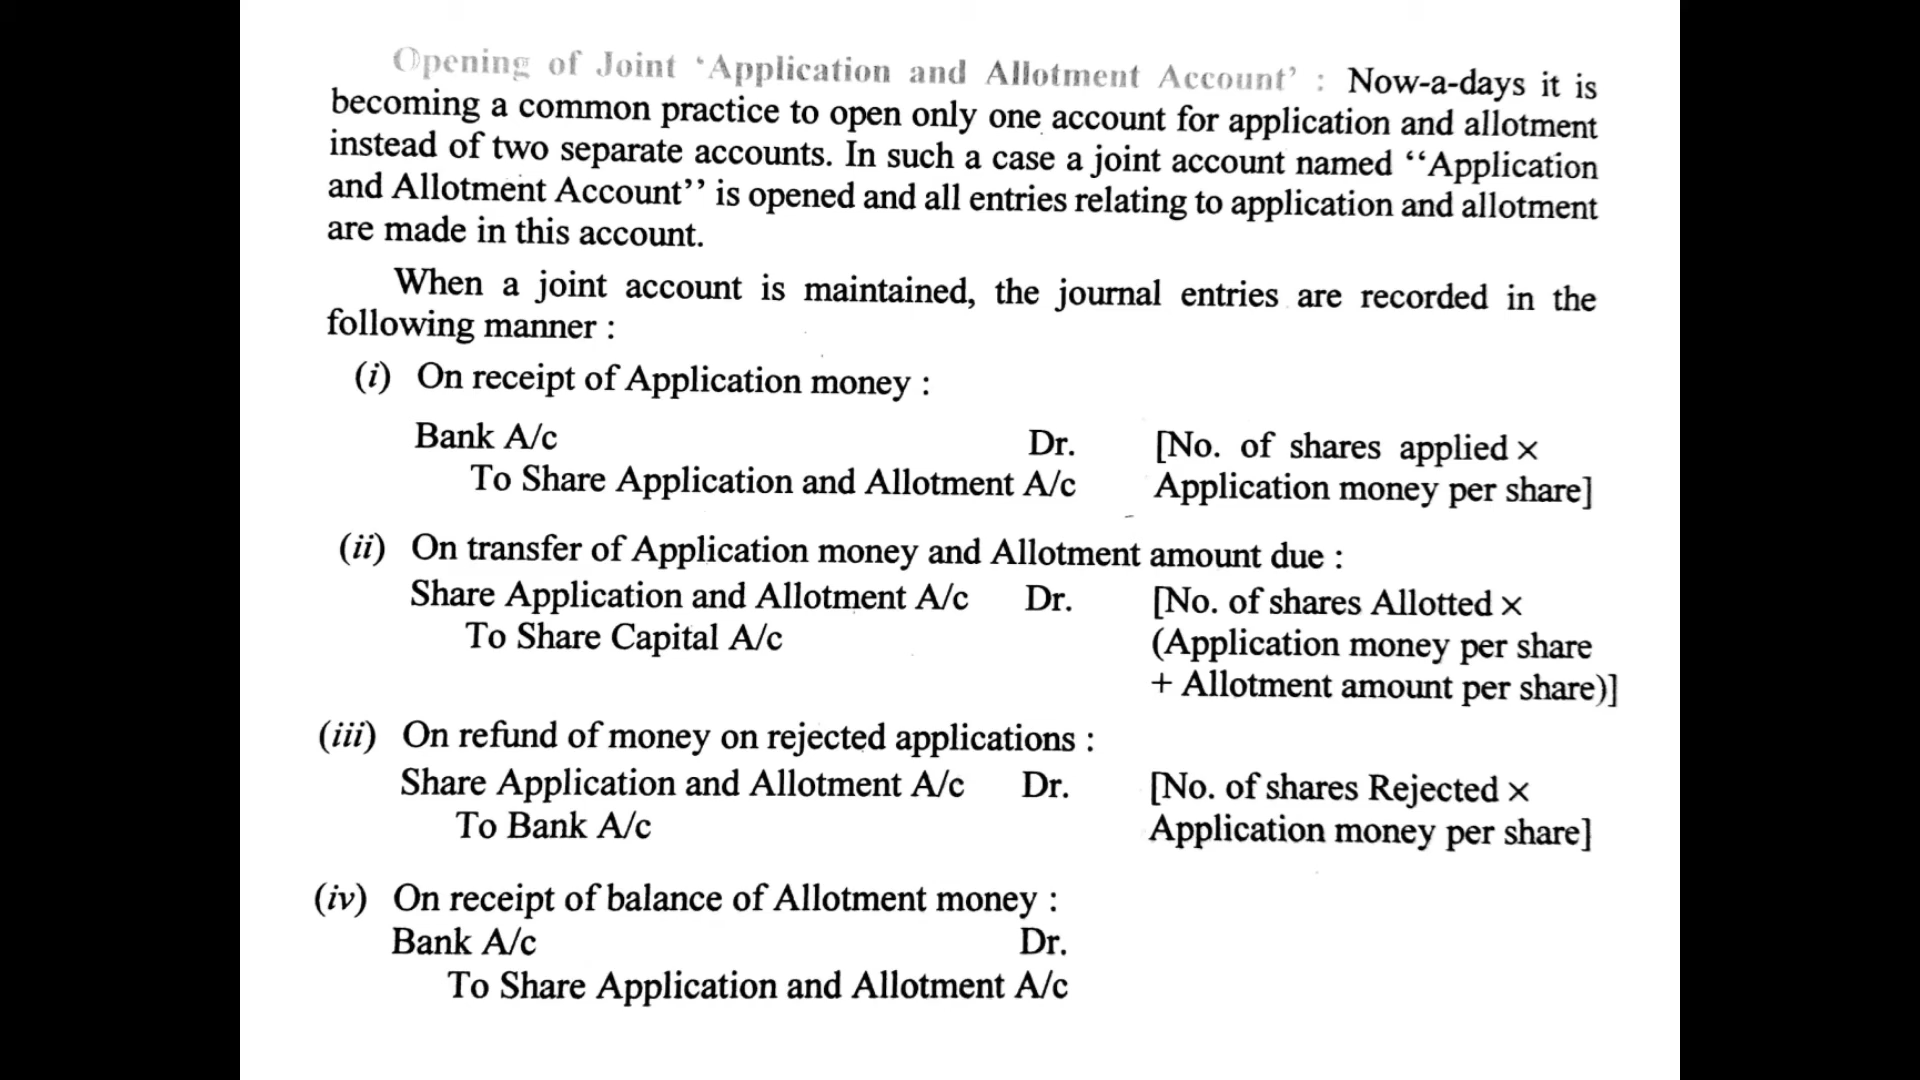 Opening of Joint ‘Application and Allotment Account’ : Now-a-days it is
becoming a common practice to open only one account for application and allotment
instead of two separate accounts. In such a case a joint account named ‘‘Application
and Allotment Account’’ is opened and all entries relating to application and allotment
are made in this account.
When a joint account is maintained, the journal entries are recorded in the
following manner :
(i) On receipt of Application money :
Bank A/c Dr. [No. of shares applied ×
To Share Application and Allotment A/c Application money per share]
(ii) On transfer of Application money and Allotment amount due :
Share Application and Allotment A/c Dr. [No. of shares Allotted ×
To Share Capital A/c (Application money per share
+ Allotment amount per share)]
(iii) On refund of money on rejected applications :
Share Application and Allotment A/c Dr. [No. of shares Rejected ×
To Bank A/c Application money per share]
(iv) On receipt of balance of Allotment money :
Bank A/c Dr.
To Share Application and Allotment A/c